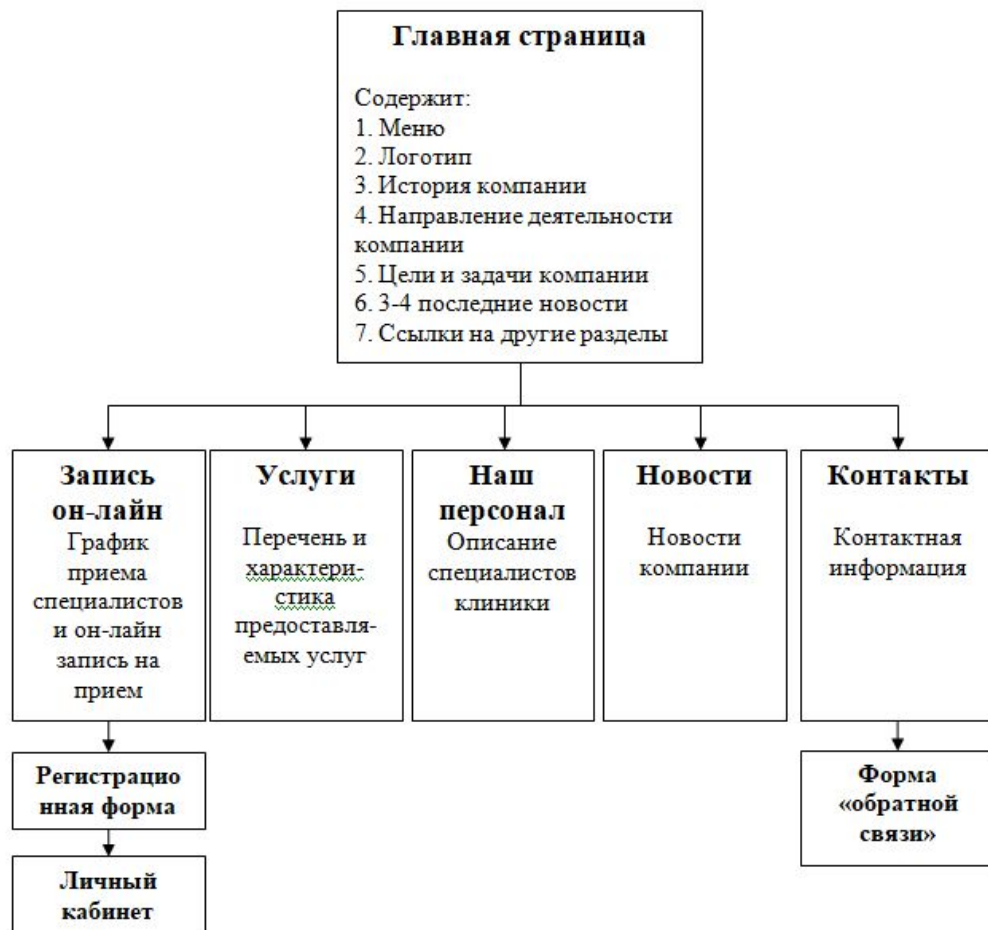 Главная страница
Содержит:
1. Меню
2. Логотип
3. История компании
4. Направление деятельности
компании
5. Цели и задачи компании
6. 3-4 последние новости
7. Ссылки на другие разделы
Запись
он-лайн
График
приема
специалистов
и он-лайн
запись на
прием
Услуги
Перечень и
характери-
стика
предоставля-
емых услуг
Наш
персонал
Описание
специалистов
клиники
Новости
Новости
компании
Контакты
Контактная
информация
Регистрацио
нная форма
Форма
«обратной
связи»
Личный
кабинет